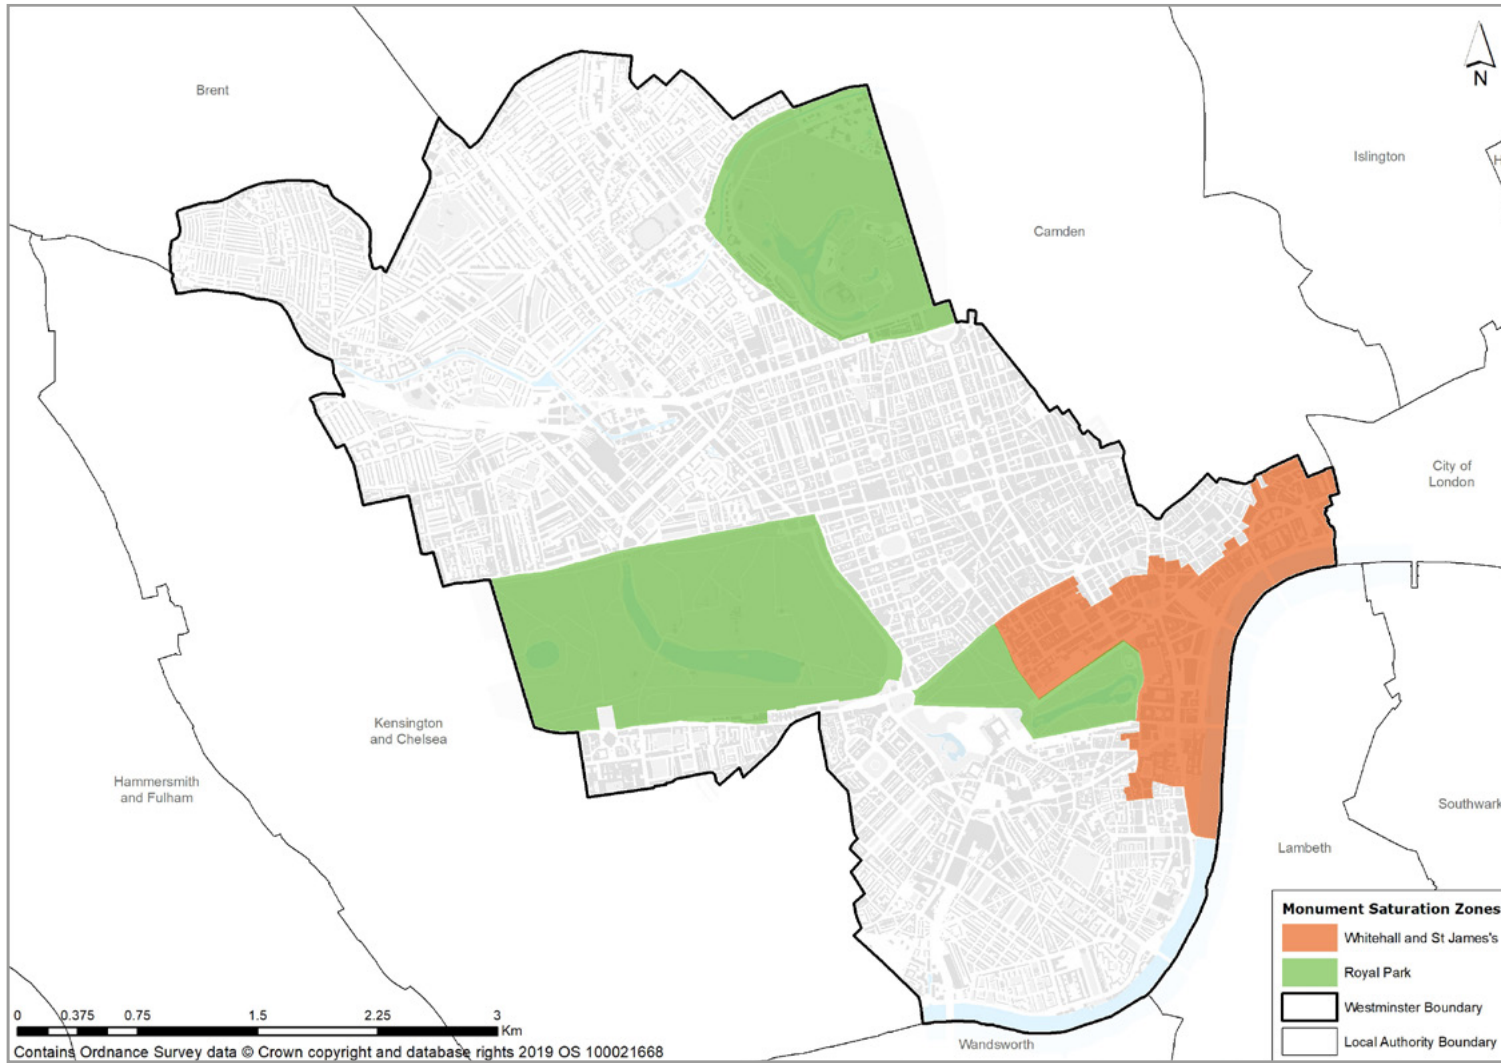 N
Brent
Islington
H
Camden
City of
London
Kensington
and Chelsea
Hammersmith
and Fulham
Southwark
Lambeth
Wandsworth
Monument Saturation Zones
Whitehall and St James's
Royal Park
Westminster Boundary
Local Authority Boundary
0 0.375 0.75 1.5 2.25 3
Km
Contains Ordnance Survey data © Crown copyright and database rights 2019 OS 100021668